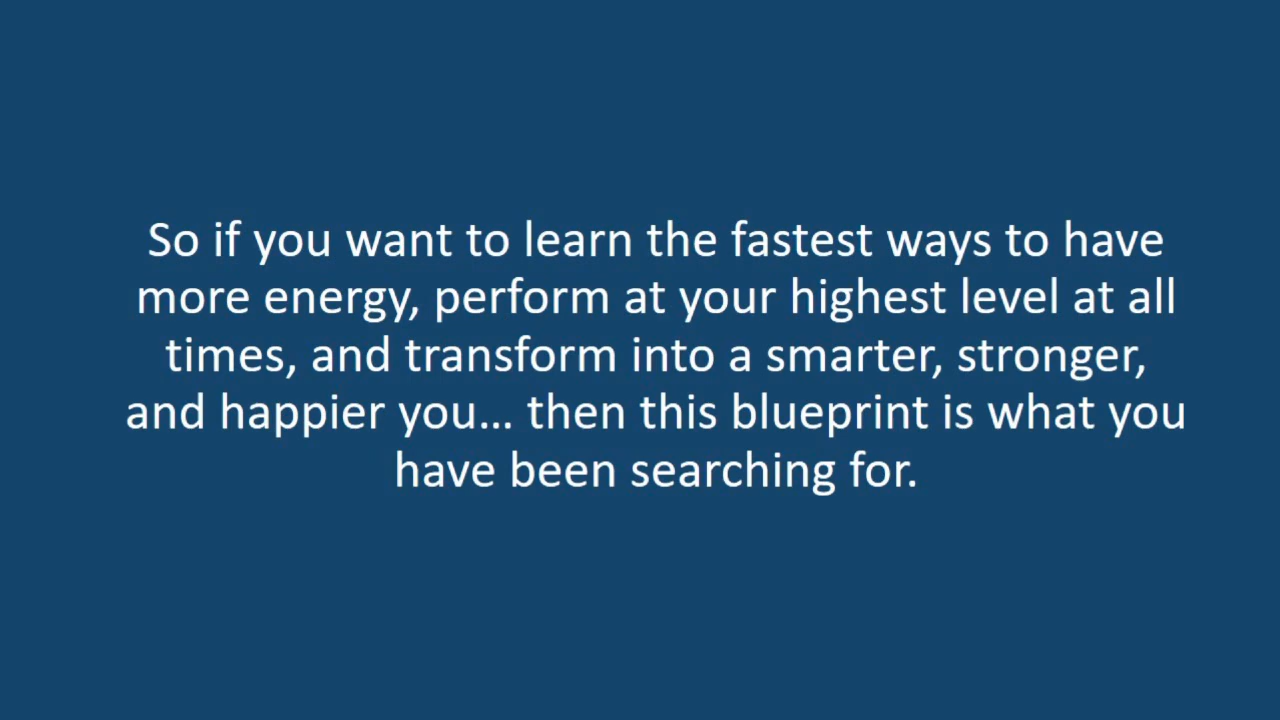 So if you want to learn the fastest ways to have
more energy, perform at your highest level at all
times, and transform into a smarter, stronger,
and happier you... then this blueprint is what you
have been searching for.